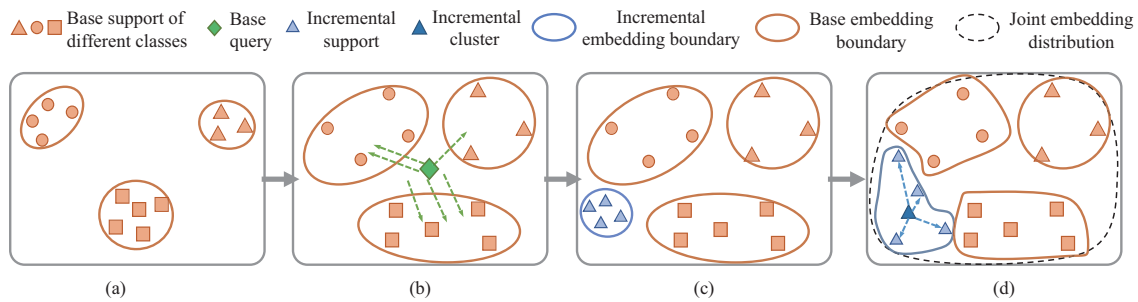 Base support of
different classes
Base
query
Incremental
support
Incremental
cluster
Incremental
embedding boundary
Base embedding
boundary
Joint embedding
distribution
(a)
(b)
(c)
(d)